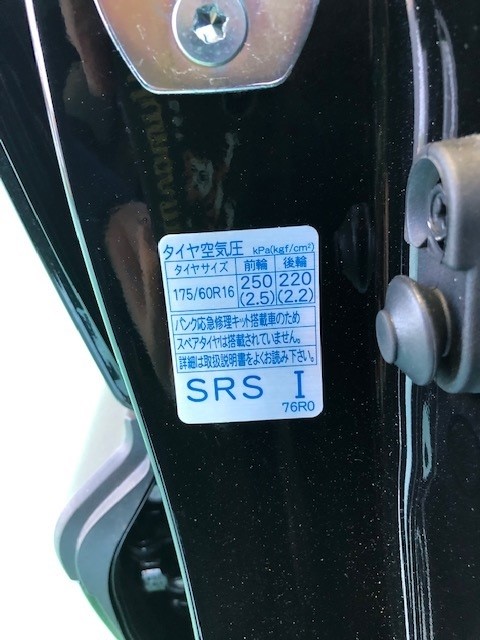 タイヤ空気圧 kPa(kgf/cm²)
タイヤサイズ 前輪 後輪
175/60R16 250 (2.5) 220 (2.2)
パンク応急修理キット搭載車のため
スペアタイヤは搭載されていません。
詳細は取扱説明書をよくお読み下さい。
SRS I
76R0